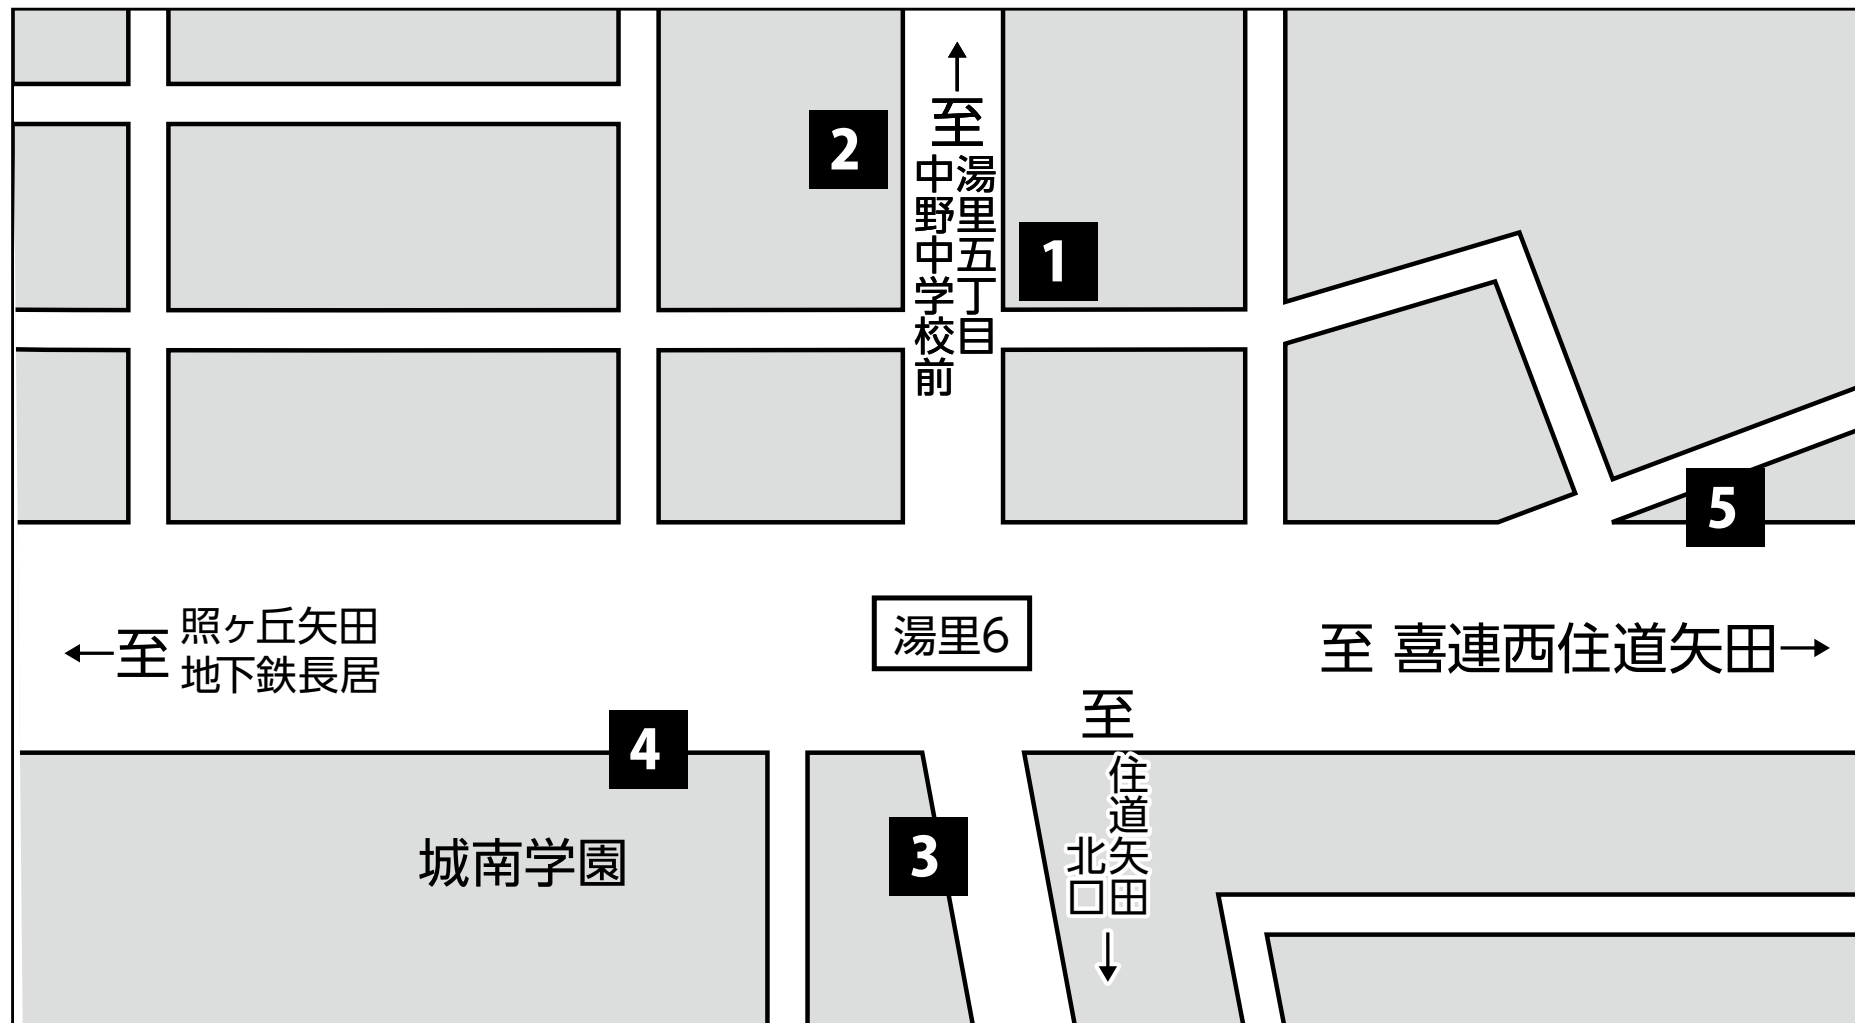 至
湯里五丁目
中野中学校前
2
1
5
至
照ヶ丘矢田
地下鉄長居
湯里6
至 喜連西住道矢田
4
至
住道矢田
北口
3
城南学園